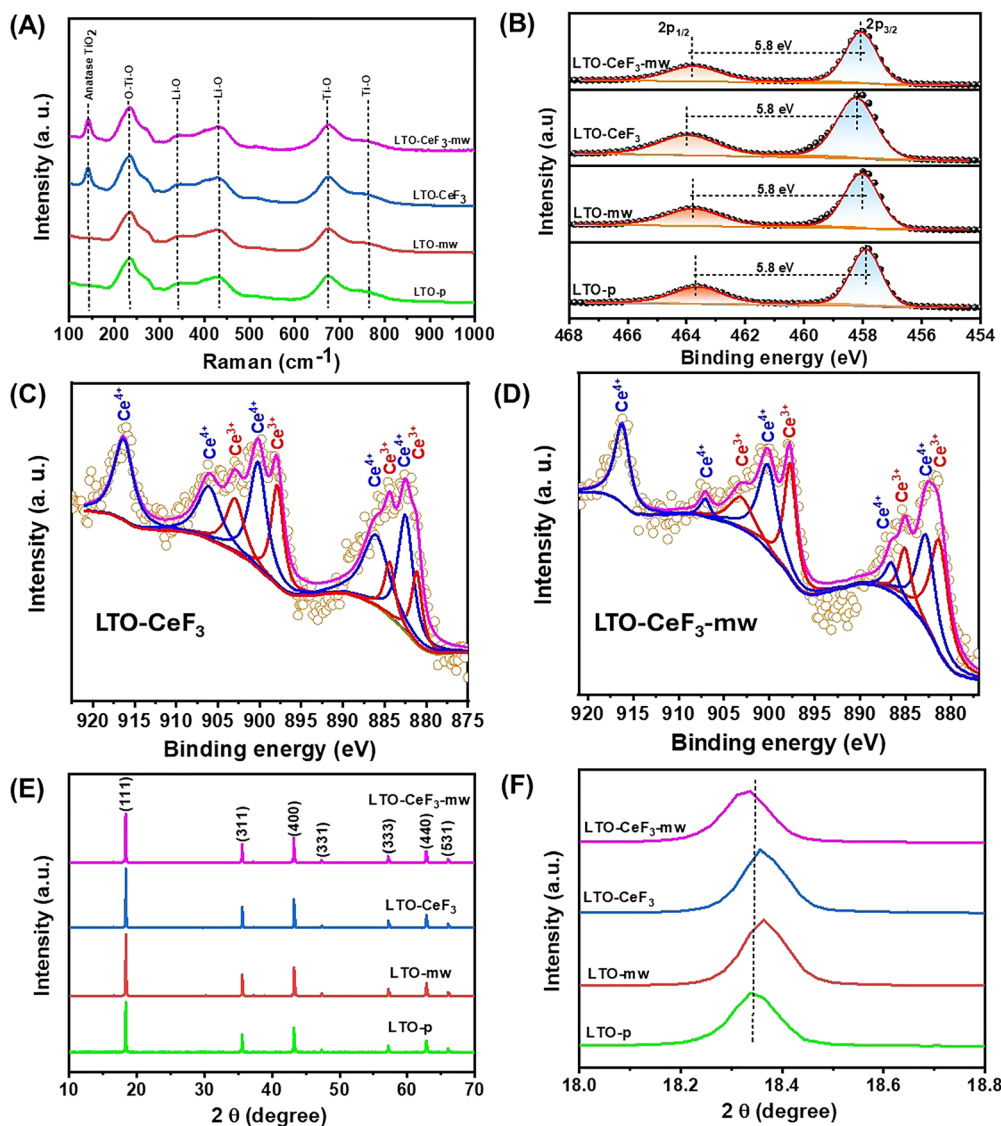 (A)
Anatase TiO2
O-Ti-O
Li-O
Li-O
Ti-O
Ti-O
LTO-CeF3-mw
LTO-CeF3
LTO-mw
LTO-p
Intensity (a. u.)
100 200 300 400 500 600 700 800 900 1000
Raman (cm-1)
(B)
2p1/2
2p3/2
5.8 eV
LTO-CeF3-mw
5.8 eV
LTO-CeF3
5.8 eV
LTO-mw
5.8 eV
LTO-p
Intensity (a.u)
468 466 464 462 460 458 456 454
Binding energy (eV)
(C)
Ce4+
Ce4+
Ce3+
Ce4+
Ce3+
Ce4+
Ce3+
Ce4+
Ce3+
LTO-CeF3
Intensity (a. u.)
920 915 910 905 900 895 890 885 880 875
Binding energy (eV)
(D)
Ce4+
Ce4+
Ce3+
Ce4+
Ce3+
Ce4+
Ce3+
Ce4+
Ce3+
LTO-CeF3-mw
Intensity (a. u.)
920 915 910 905 900 895 890 885 880
Binding energy (eV)
(E)
(111)
(311)
(400)
(331)
(333)
(440)
(531)
LTO-CeF3-mw
LTO-CeF3
LTO-mw
LTO-p
Intensity (a.u.)
10 20 30 40 50 60 70
2 θ (degree)
(F)
LTO-CeF3-mw
LTO-CeF3
LTO-mw
LTO-p
Intensity (a.u.)
18.0 18.2 18.4 18.6 18.8
2 θ (degree)